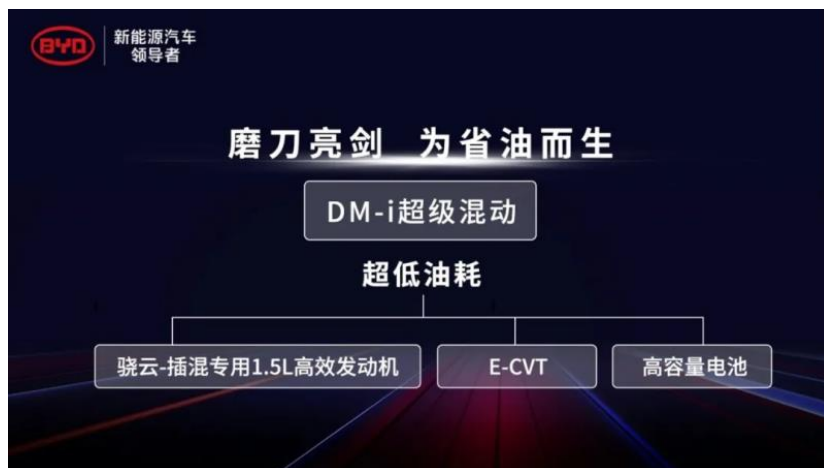 BYD
新能源汽车
领导者
磨刀亮剑 为省油而生
DM-i超级混动
超低油耗
骁云-插混专用1.5L高效发动机
E-CVT
高容量电池